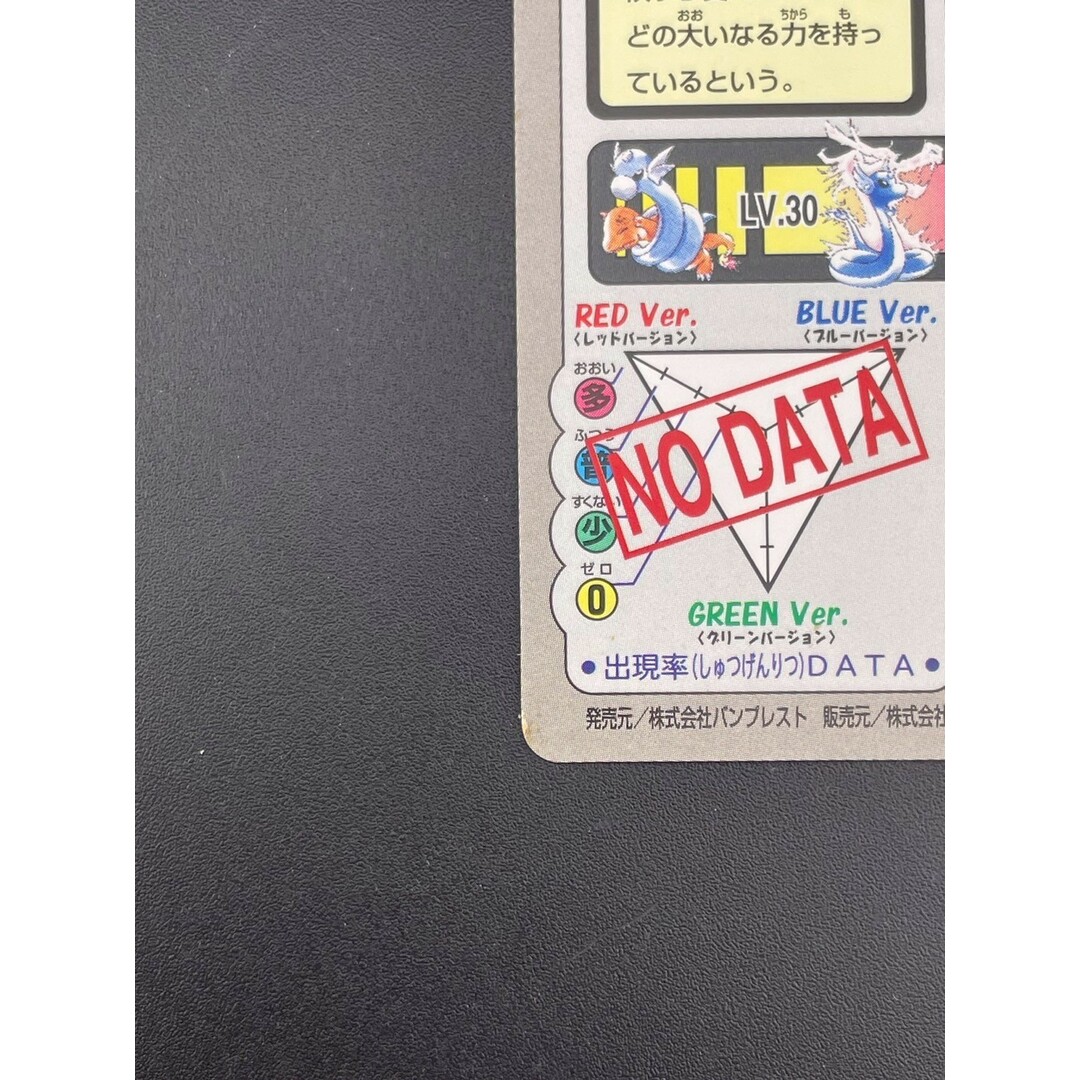 どの大いなる力を持っ
ているという。
LV.30
RED Ver.
〈レッドバージョン〉
BLUE Ver.
〈ブルーバージョン〉
おおい
多
ふつう
普
すくない
少
ゼロ
0
NO DATA
GREEN Ver.
〈グリーンバージョン〉
●出現率(しゅつげんりつ)DATA●
発売元／株式会社バンプレスト 販売元／株式会社